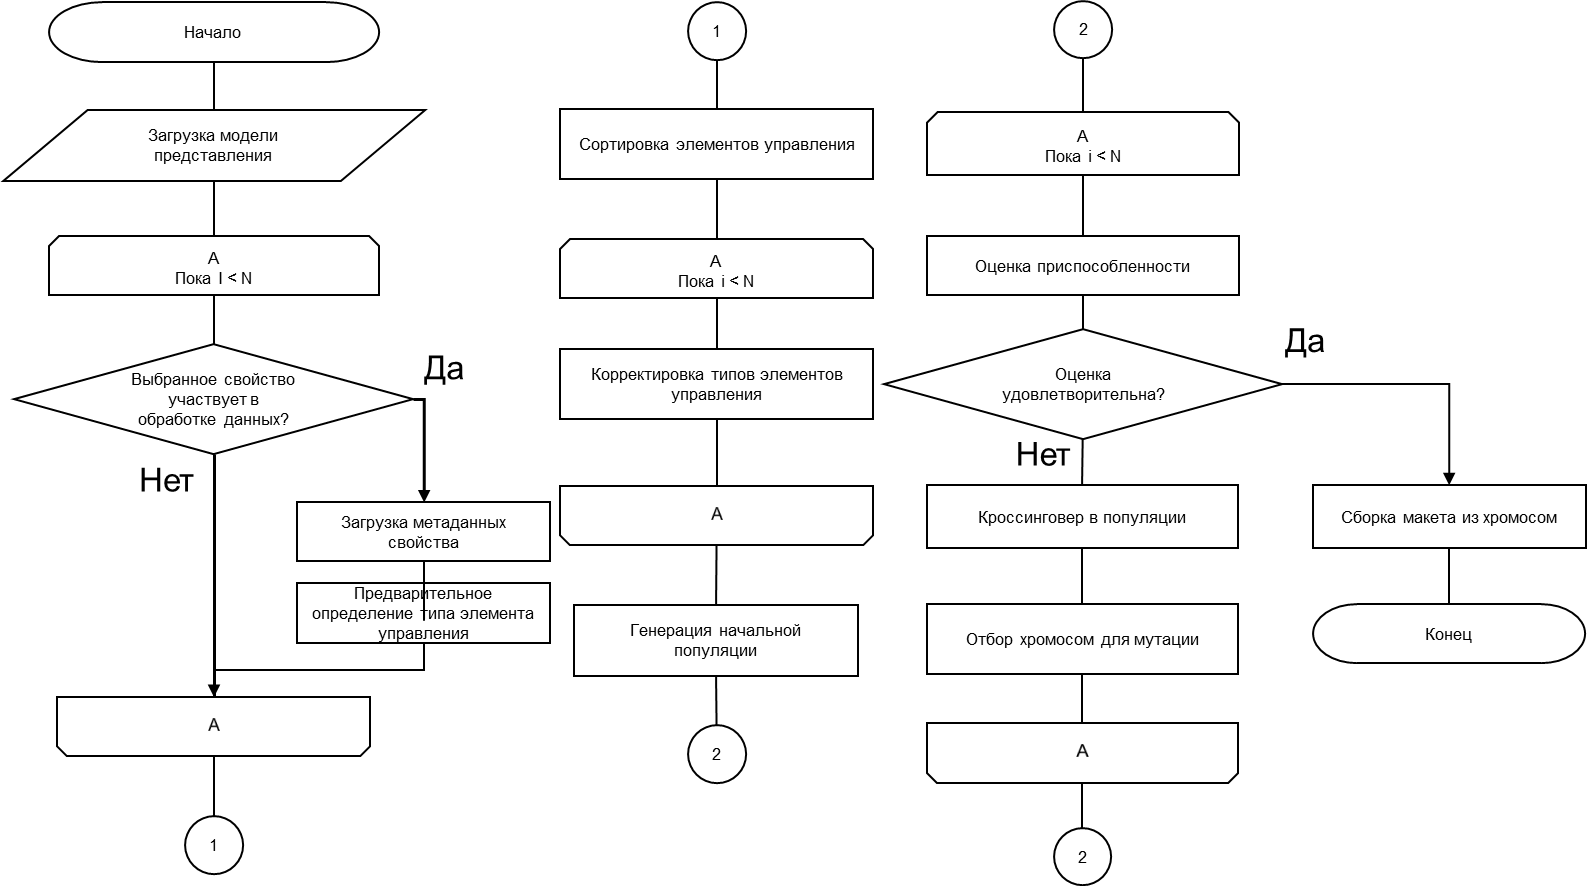 Начало
Загрузка модели
представления
А
Пока I < N
Выбранное свойство
участвует в
обработке данных?
Да
Нет
Загрузка метаданных
свойства
Предварительное
определение типа элемента
управления
А
1
1
Сортировка элементов управления
А
Пока i < N
Корректировка типов элементов
управления
А
Генерация начальной
популяции
2
2
А
Пока i < N
Оценка приспособленности
Оценка
удовлетворительна?
Да
Нет
Кроссинговер в популяции
Отбор хромосом для мутации
А
2
Сборка макета из хромосом
Конец